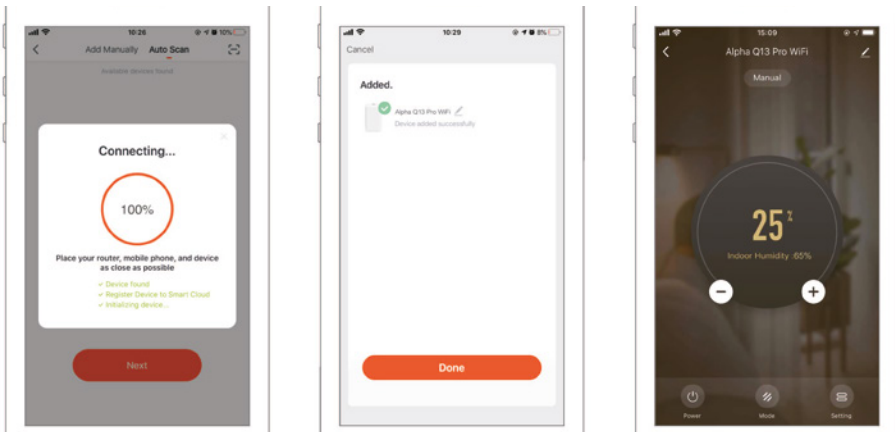 10:26
10%
Add Manually Auto Scan
Available devices found
Connecting...
100%
Place your router, mobile phone, and device
as close as possible
✓ Device found
✓ Register Device to Smart Cloud
✓ Initializing device...
Next
10:29
8%
Cancel
Added.
Alpha Q13 Pro WiFi
Device added successfully
Done
15:09
Alpha Q13 Pro WiFi
Manual
25%
Indoor Humidity :65%
Power Mode Setting